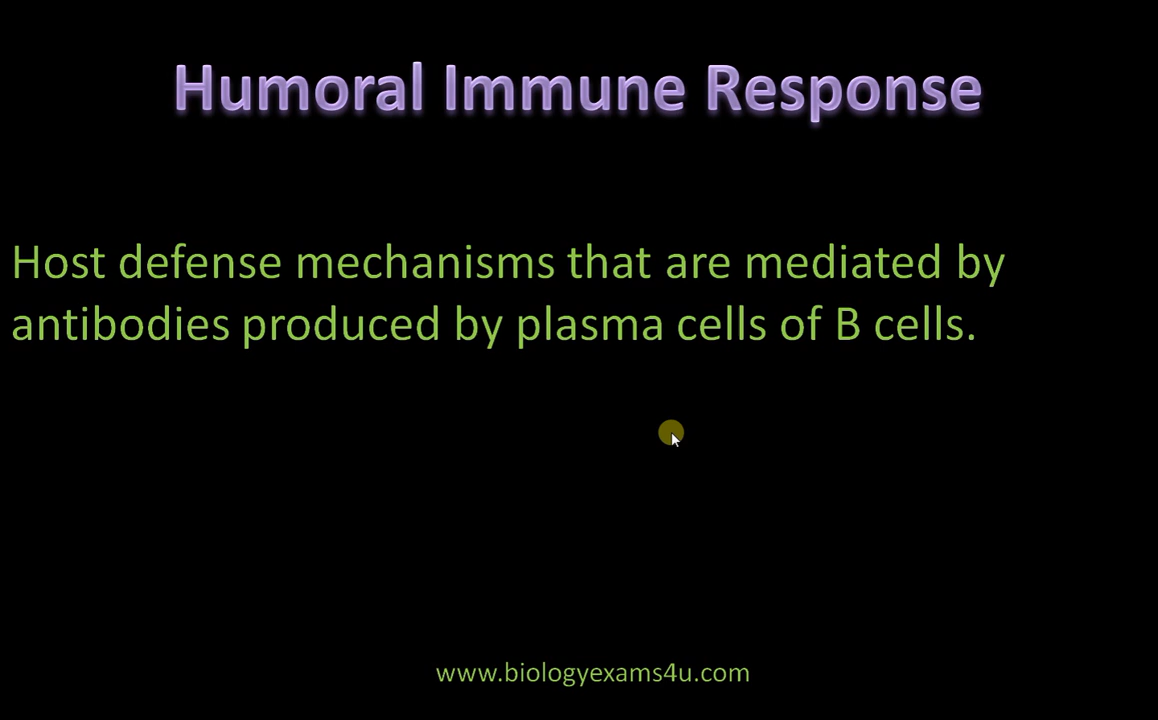 Humoral Immune Response
Host defense mechanisms that are mediated by
antibodies produced by plasma cells of B cells.
www.biologyexams4u.com